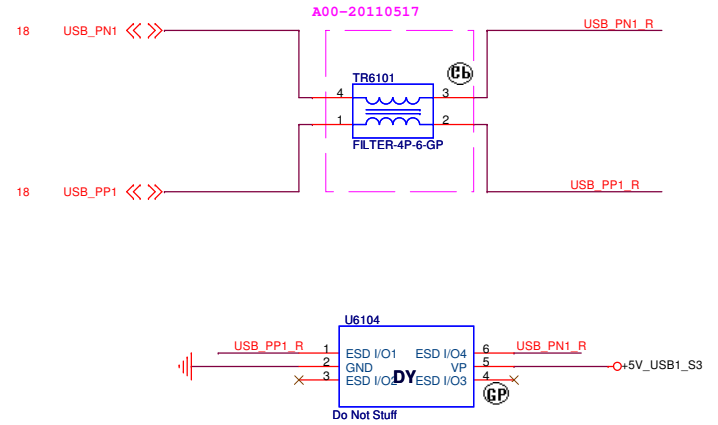 A00-20110517
18 USB_PN1 USB_PN1_R
TR6101
4 3
1 2
FILTER-4P-6-GP
18 USB_PP1 USB_PP1_R
U6104
USB_PP1_R 1 ESD I/O1 ESD I/O4 6 USB_PN1_R
2 GND VP 5 +5V_USB1_S3
3 ESD I/O2 DY ESD I/O3 4
GP
Do Not Stuff